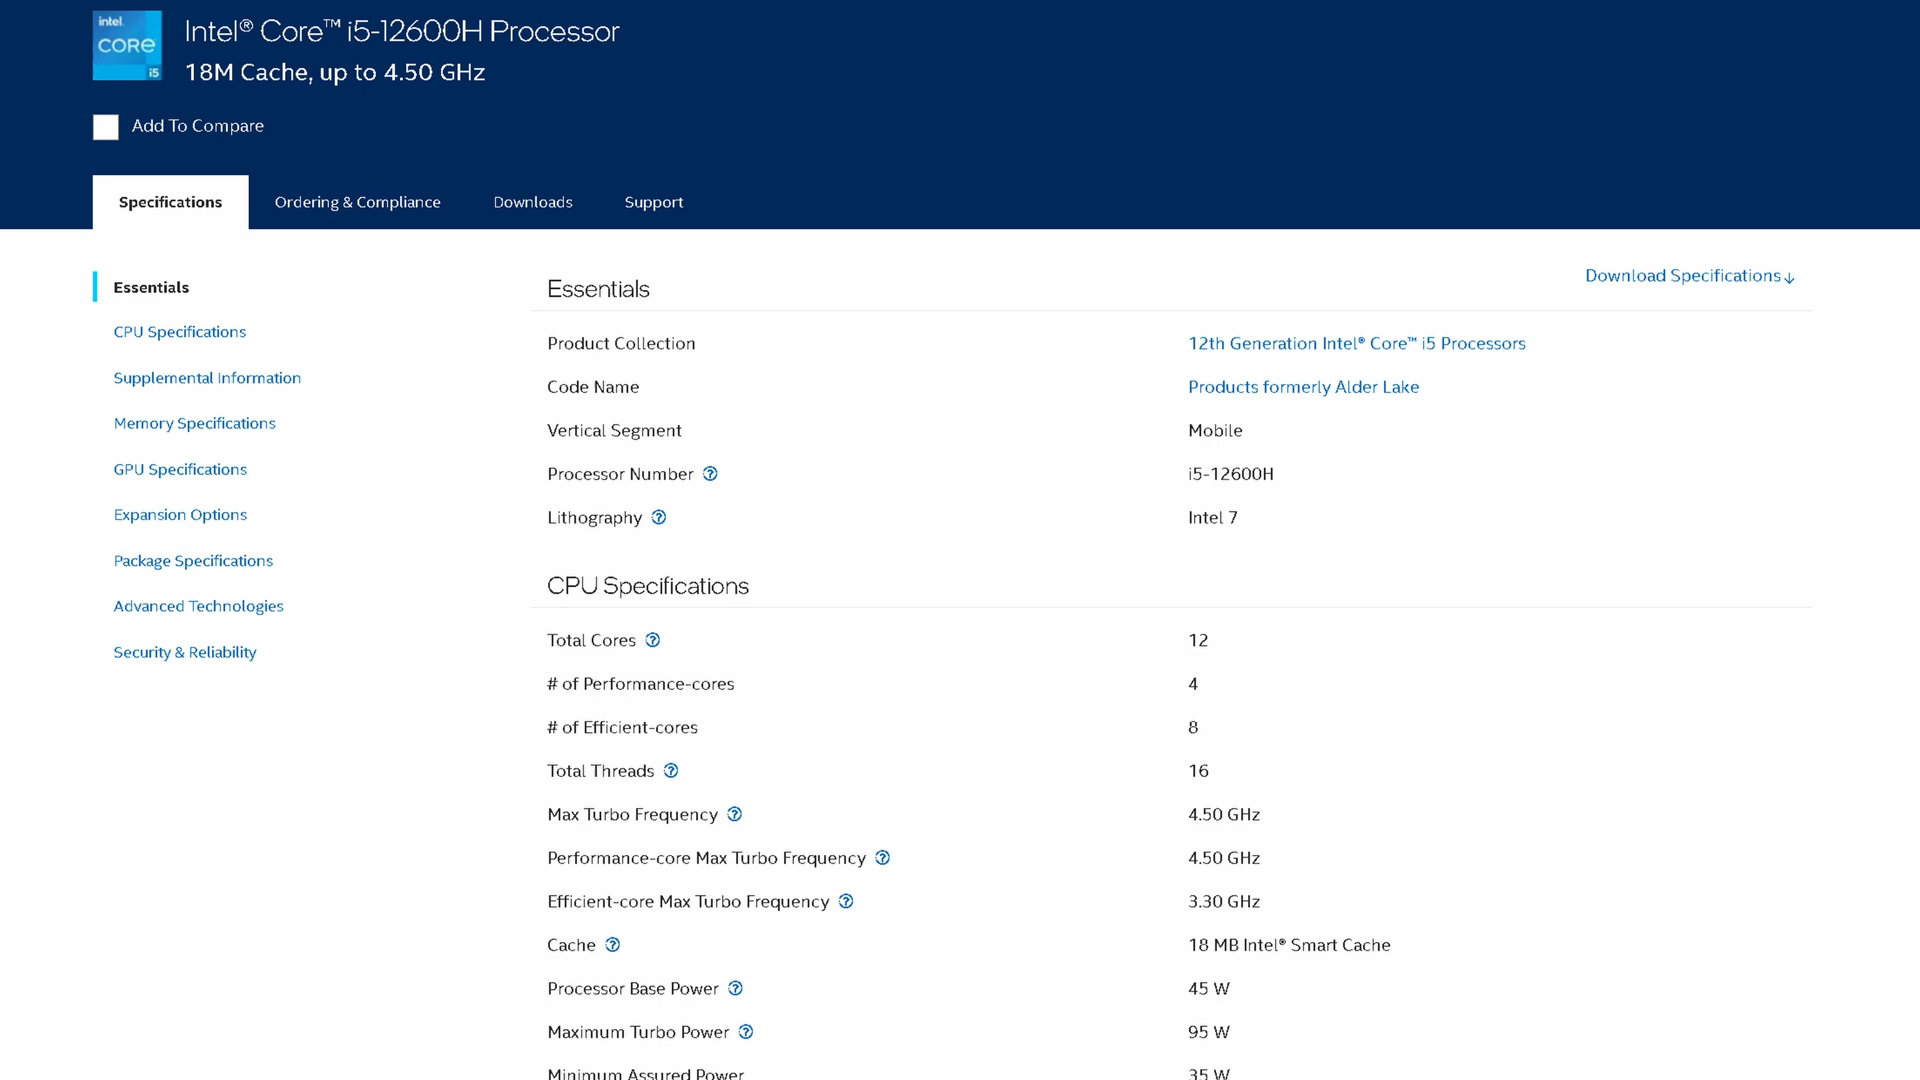 intel
CORE
i5
Intel® Core™ i5-12600H Processor
18M Cache, up to 4.50 GHz
Add To Compare
Specifications
Ordering & Compliance
Downloads
Support
Essentials
CPU Specifications
Supplemental Information
Memory Specifications
GPU Specifications
Expansion Options
Package Specifications
Advanced Technologies
Security & Reliability
Essentials
Download Specifications↓
Product Collection 12th Generation Intel® Core™ i5 Processors
Code Name Products formerly Alder Lake
Vertical Segment Mobile
Processor Number ? i5-12600H
Lithography ? Intel 7
CPU Specifications
Total Cores ? 12
# of Performance-cores 4
# of Efficient-cores 8
Total Threads ? 16
Max Turbo Frequency ? 4.50 GHz
Performance-core Max Turbo Frequency ? 4.50 GHz
Efficient-core Max Turbo Frequency ? 3.30 GHz
Cache ? 18 MB Intel® Smart Cache
Processor Base Power ? 45 W
Maximum Turbo Power ? 95 W
Minimum Assured Power 35 W